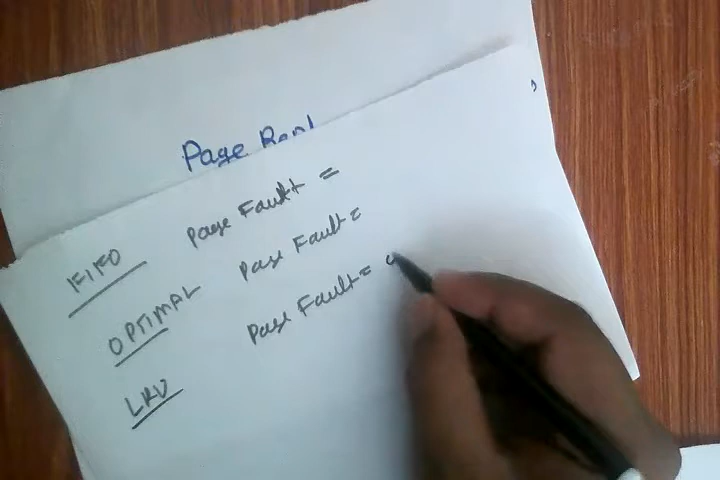 Page Repl
FIFO Page Fault =
OPTIMAL Page Fault =
LRU Page Fault =